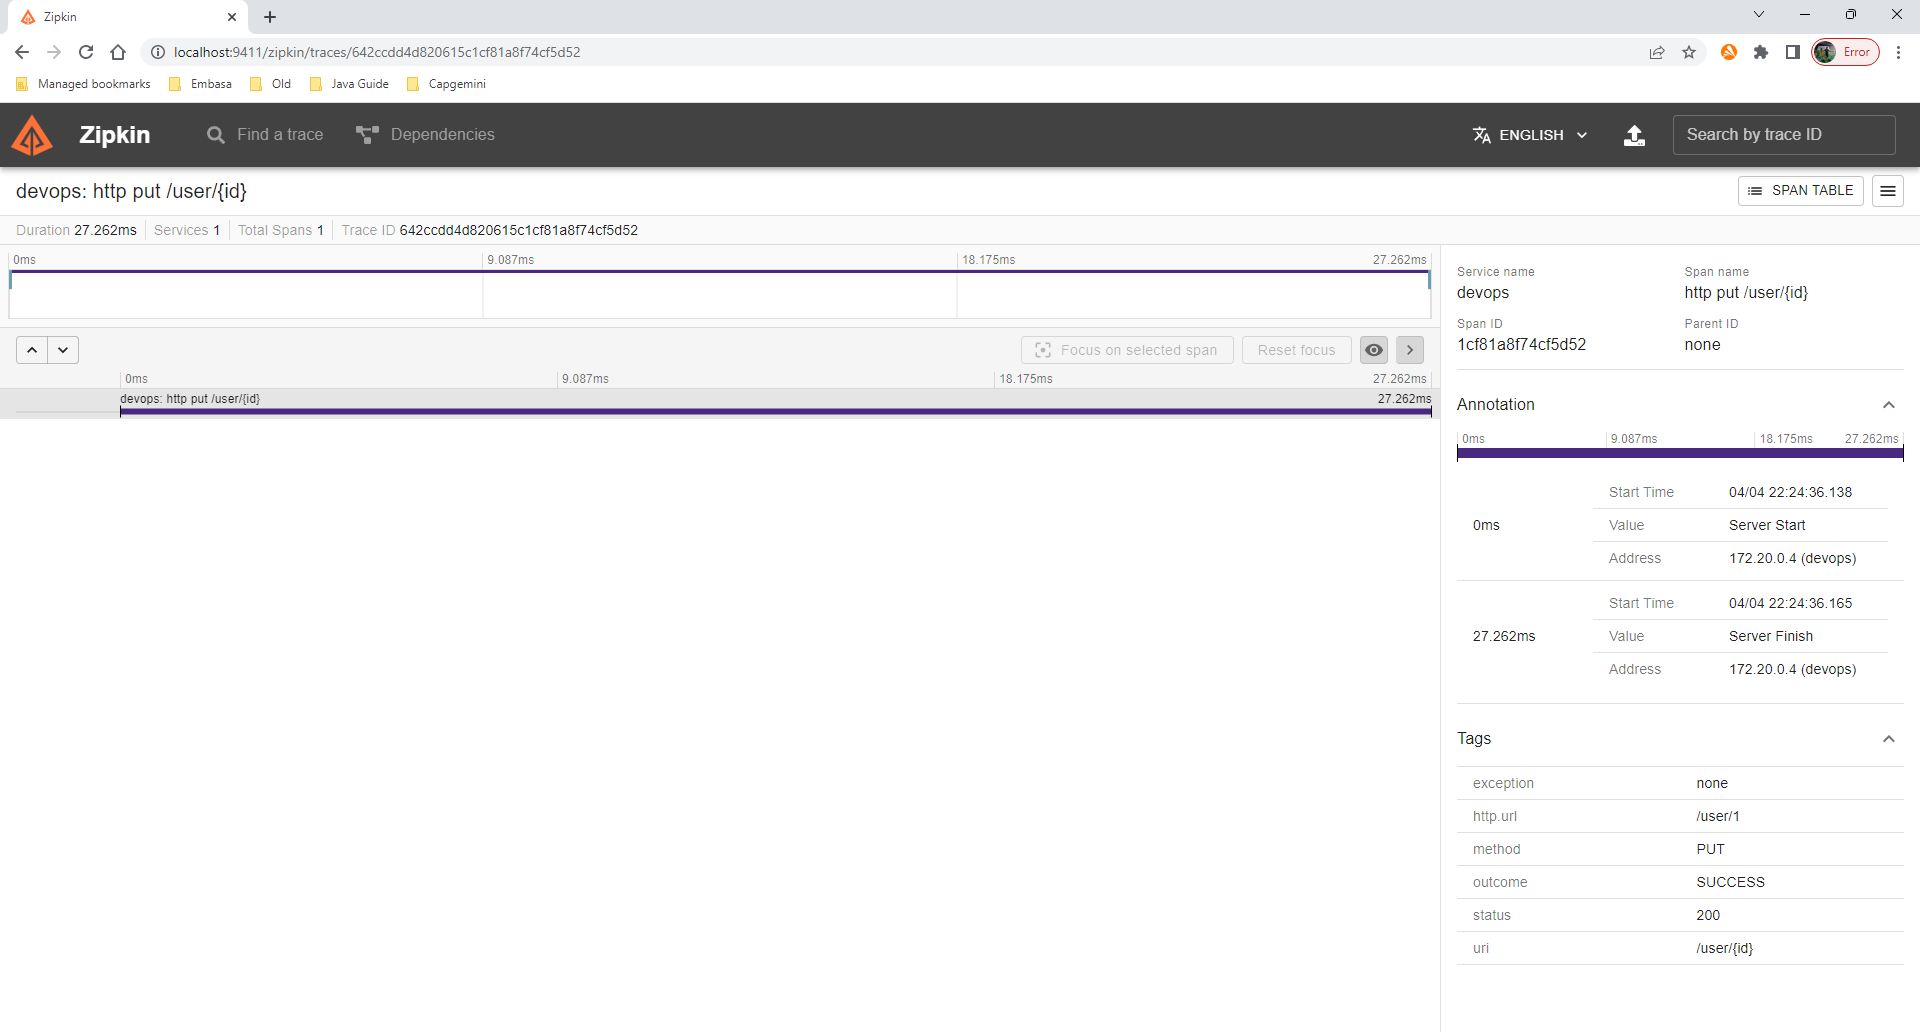 Zipkin
localhost:9411/zipkin/traces/642ccdd4d820615c1cf81a8f74cf5d52
Error
Managed bookmarks
Embasa
Old
Java Guide
Capgemini
Zipkin
Find a trace
Dependencies
ENGLISH
Search by trace ID
devops: http put /user/{id}
SPAN TABLE
Duration 27.262ms
Services 1
Total Spans 1
Trace ID 642ccdd4d820615c1cf81a8f74cf5d52
0ms
9.087ms
18.175ms
27.262ms
Focus on selected span
Reset focus
0ms
9.087ms
18.175ms
27.262ms
devops: http put /user/{id}
27.262ms
Service name
devops
Span name
http put /user/{id}
Span ID
1cf81a8f74cf5d52
Parent ID
none
Annotation
0ms
9.087ms
18.175ms
27.262ms
0ms
Start Time 04/04 22:24:36.138
Value Server Start
Address 172.20.0.4 (devops)
27.262ms
Start Time 04/04 22:24:36.165
Value Server Finish
Address 172.20.0.4 (devops)
Tags
exception none
http.url /user/1
method PUT
outcome SUCCESS
status 200
uri /user/{id}